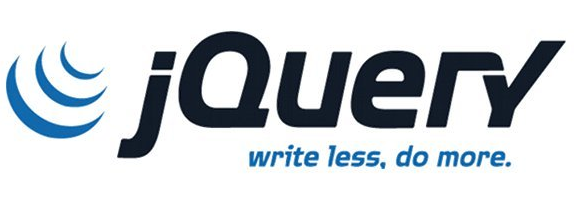 jQuery
write less, do more.